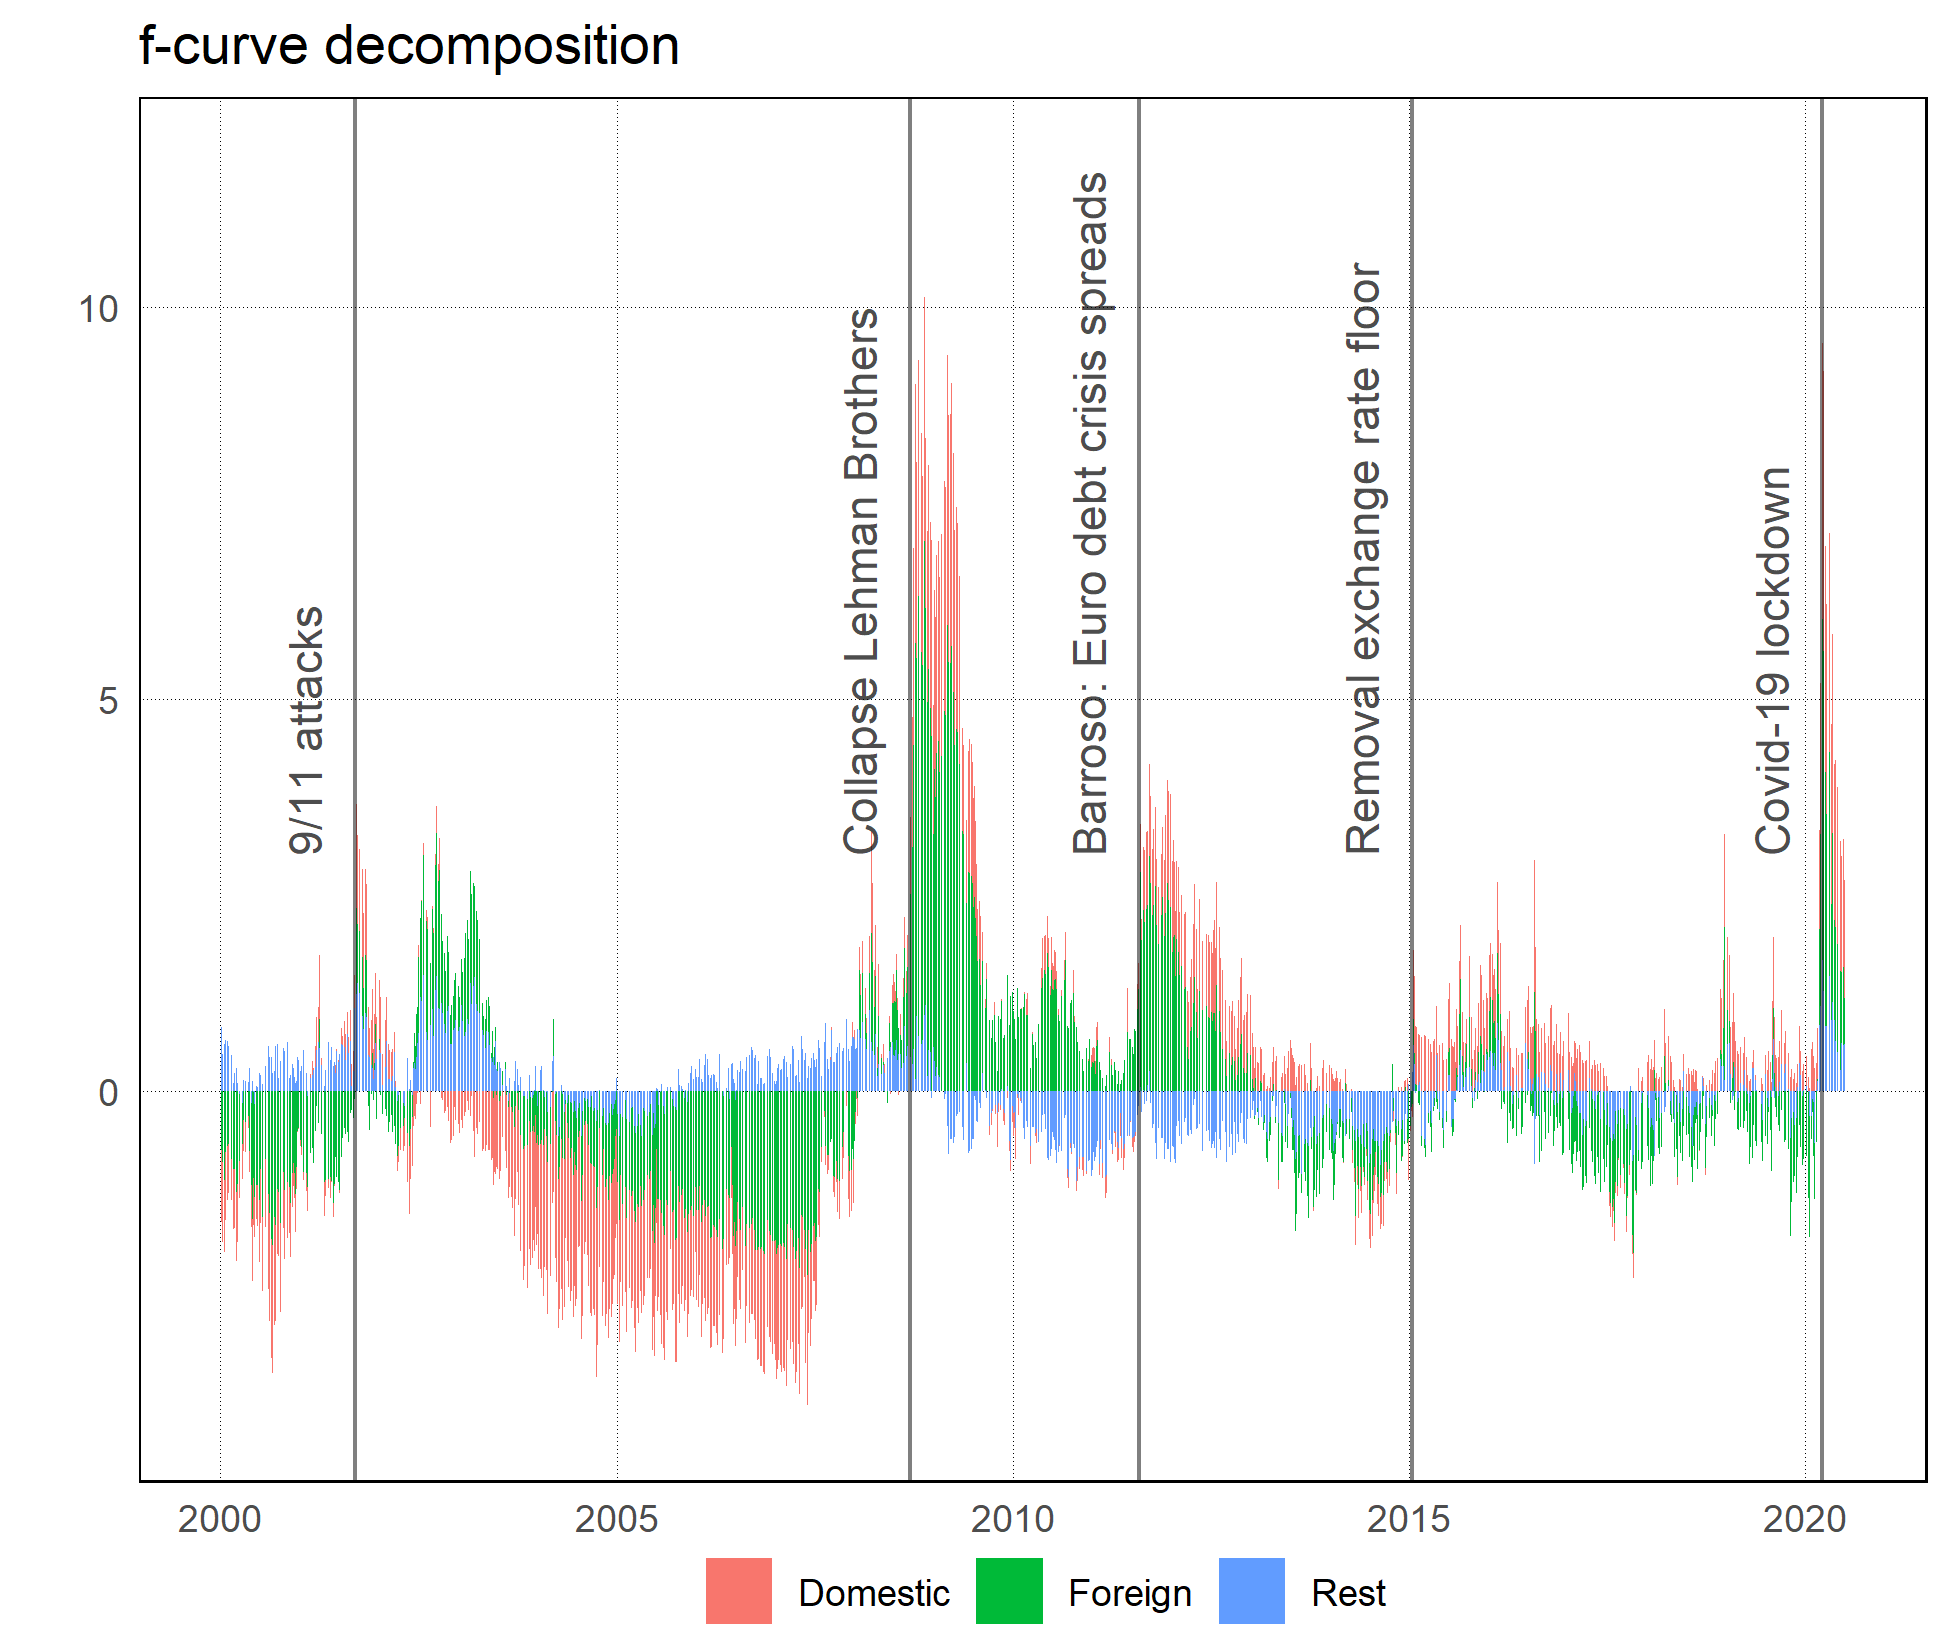 f-curve decomposition
10
5
0
9/11 attacks
Collapse Lehman Brothers
Barroso: Euro debt crisis spreads
Removal exchange rate floor
Covid-19 lockdown
2000 2005 2010 2015 2020
Domestic Foreign Rest